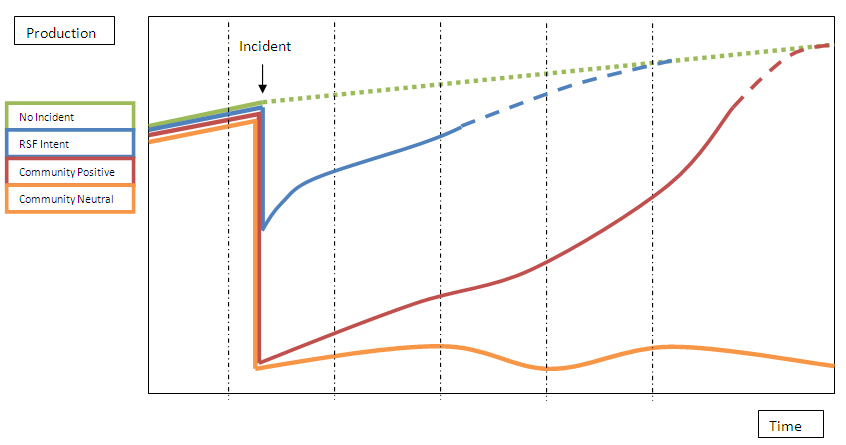 Production
Incident
No Incident
RSF Intent
Community Positive
Community Neutral
Time